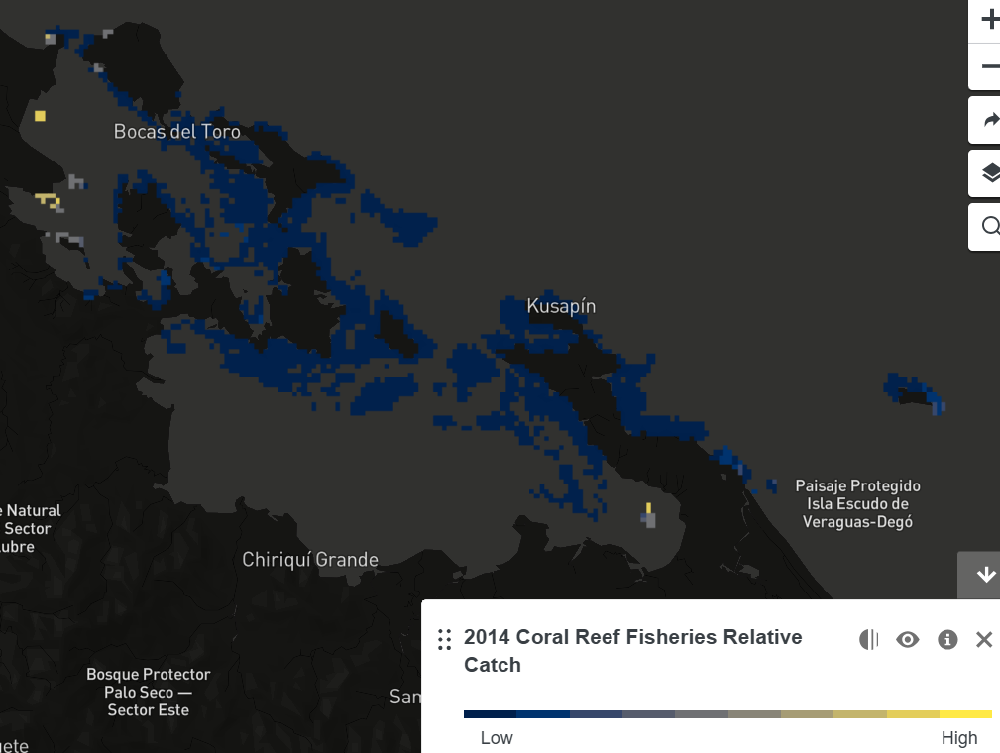 Bocas del Toro
Kusapín
Paisaje Protegido
Isla Escudo de
Veraguas-Degó
e Natural
Sector
ubre
Chiriquí Grande
Bosque Protector
Palo Seco —
Sector Este
San
uete
2014 Coral Reef Fisheries Relative
Catch
Low
High